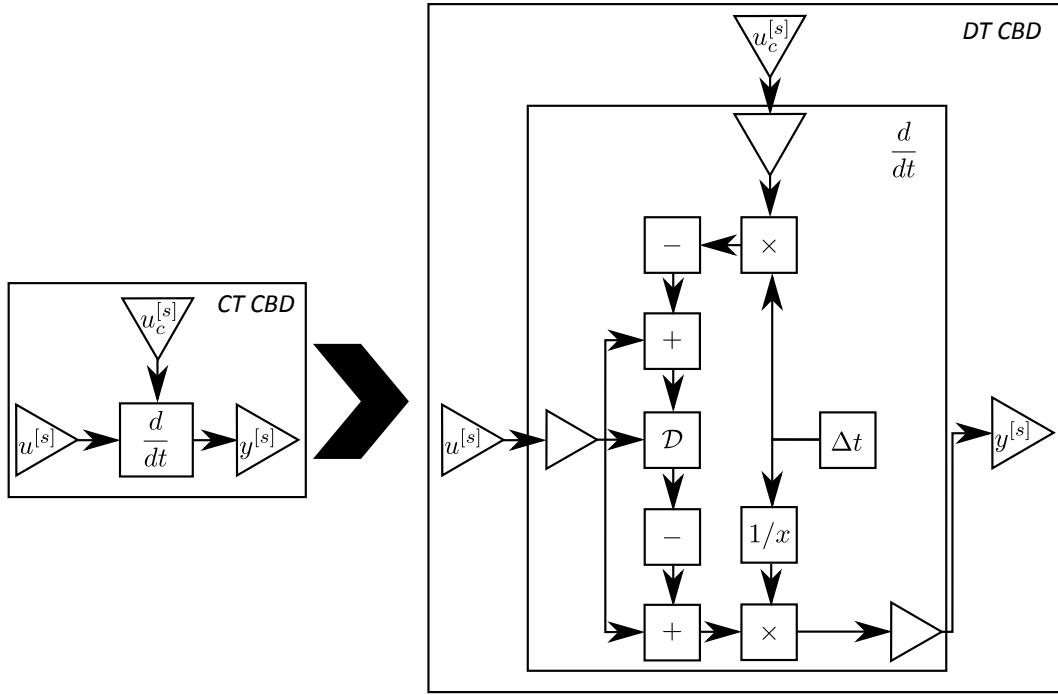 CT CBD
u_c^{[s]}
u^{[s]}
d
dt
y^{[s]}
DT CBD
u_c^{[s]}
d
dt
−
×
+
u^{[s]}
𝒟
Δt
y^{[s]}
−
1/x
+
×